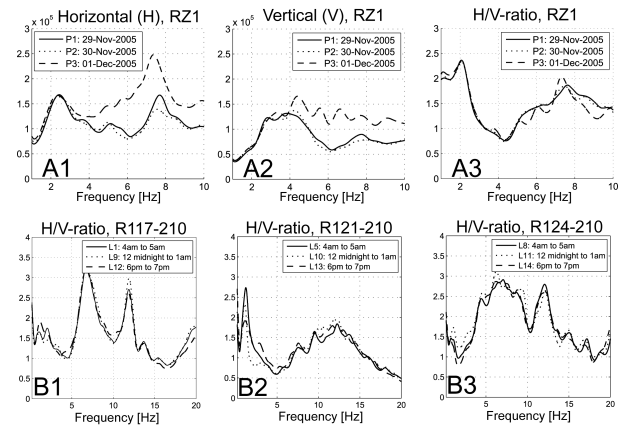 Horizontal (H), RZ1
x 10⁵
3
2.5
2
1.5
1
0.5
0
P1: 29-Nov-2005
P2: 30-Nov-2005
P3: 01-Dec-2005
A1
2 4 6 8 10
Frequency [Hz]
Vertical (V), RZ1
x 10⁵
3
2.5
2
1.5
1
0.5
0
P1: 29-Nov-2005
P2: 30-Nov-2005
P3: 01-Dec-2005
A2
2 4 6 8 10
Frequency [Hz]
H/V-ratio, RZ1
3
2.5
2
1.5
1
0.5
0
P1: 29-Nov-2005
P2: 30-Nov-2005
P3: 01-Dec-2005
A3
2 4 6 8 10
Frequency [Hz]
H/V-ratio, R117-210
4
3.5
3
2.5
2
1.5
1
0.5
0
L1: 4am to 5am
L9: 12 midnight to 1am
L12: 6pm to 7pm
B1
5 10 15 20
Frequency [Hz]
H/V-ratio, R121-210
4
3.5
3
2.5
2
1.5
1
0.5
0
L5: 4am to 5am
L10: 12 midnight to 1am
L13: 6pm to 7pm
B2
5 10 15 20
Frequency [Hz]
H/V-ratio, R124-210
4
3.5
3
2.5
2
1.5
1
0.5
0
L8: 4am to 5am
L11: 12 midnight to 1am
L14: 6pm to 7pm
B3
5 10 15 20
Frequency [Hz]